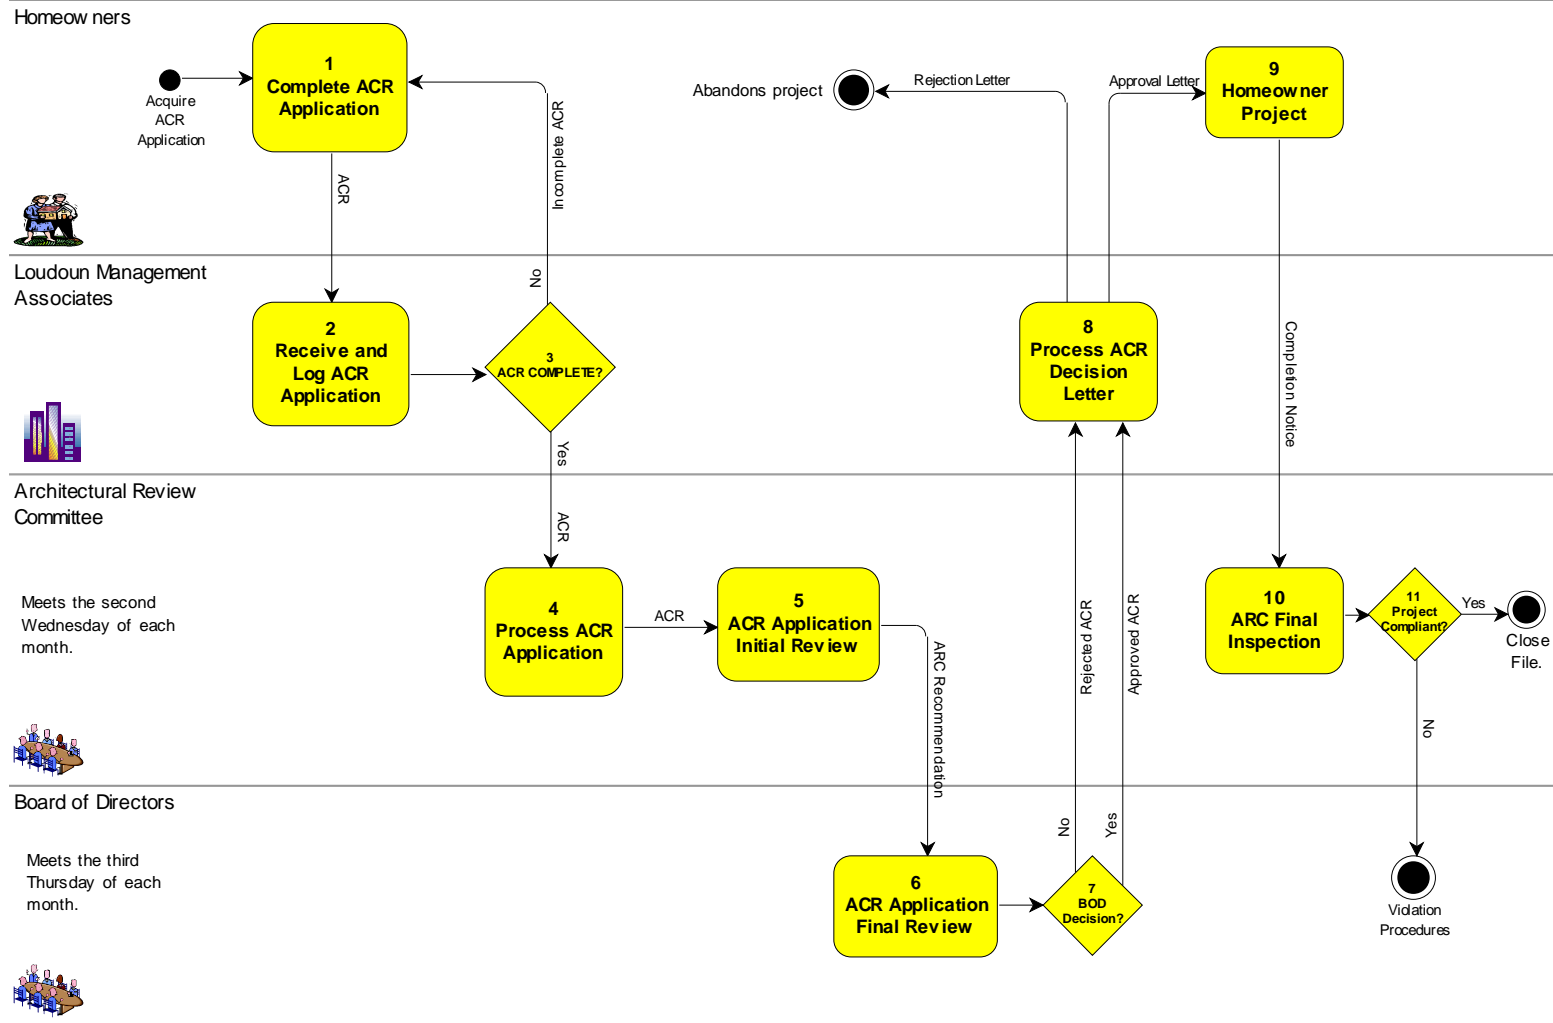 Homeowners
1
Complete ACR
Application
Acquire
ACR
Application
ACR
Incomplete ACR
No
Abandons project
Rejection Letter
Approval Letter
9
Homeowner
Project
Loudoun Management
Associates
2
Receive and
Log ACR
Application
3
ACR COMPLETE?
Yes
8
Process ACR
Decision
Letter
Completion Notice
Architectural Review
Committee
Meets the second
Wednesday of each
month.
ACR
4
Process ACR
Application
ACR
5
ACR Application
Initial Review
ARC Recommendation
Rejected ACR
Approved ACR
10
ARC Final
Inspection
11
Project
Compliant?
Yes
Close
File.
No
Board of Directors
Meets the third
Thursday of each
month.
6
ACR Application
Final Review
No
Yes
7
BOD
Decision?
Violation
Procedures